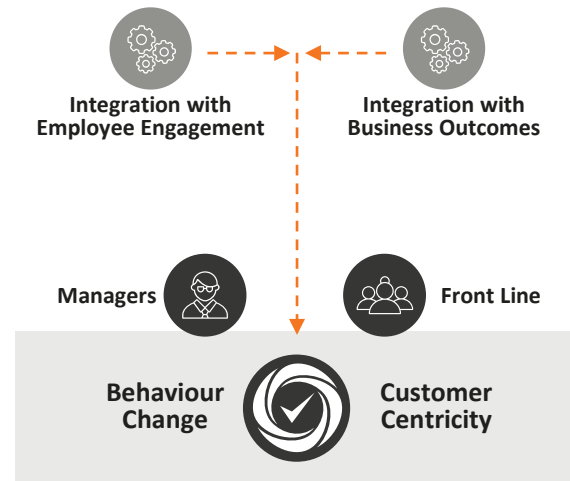 Integration with
Employee Engagement
Integration with
Business Outcomes
Managers
Front Line
Behaviour
Change
Customer
Centricity